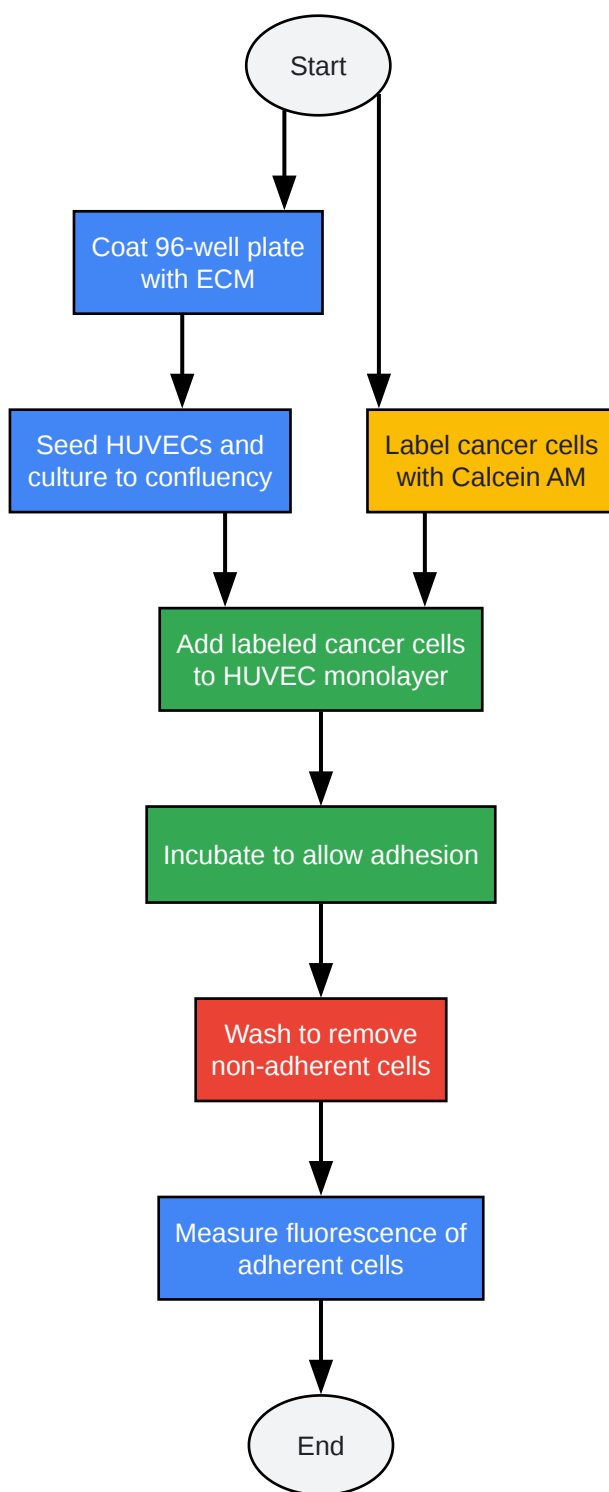 Start
Coat 96-well plate
with ECM
Seed HUVECs and
culture to confluency
Label cancer cells
with Calcein AM
Add labeled cancer cells
to HUVEC monolayer
Incubate to allow adhesion
Wash to remove
non-adherent cells
Measure fluorescence of
adherent cells
End